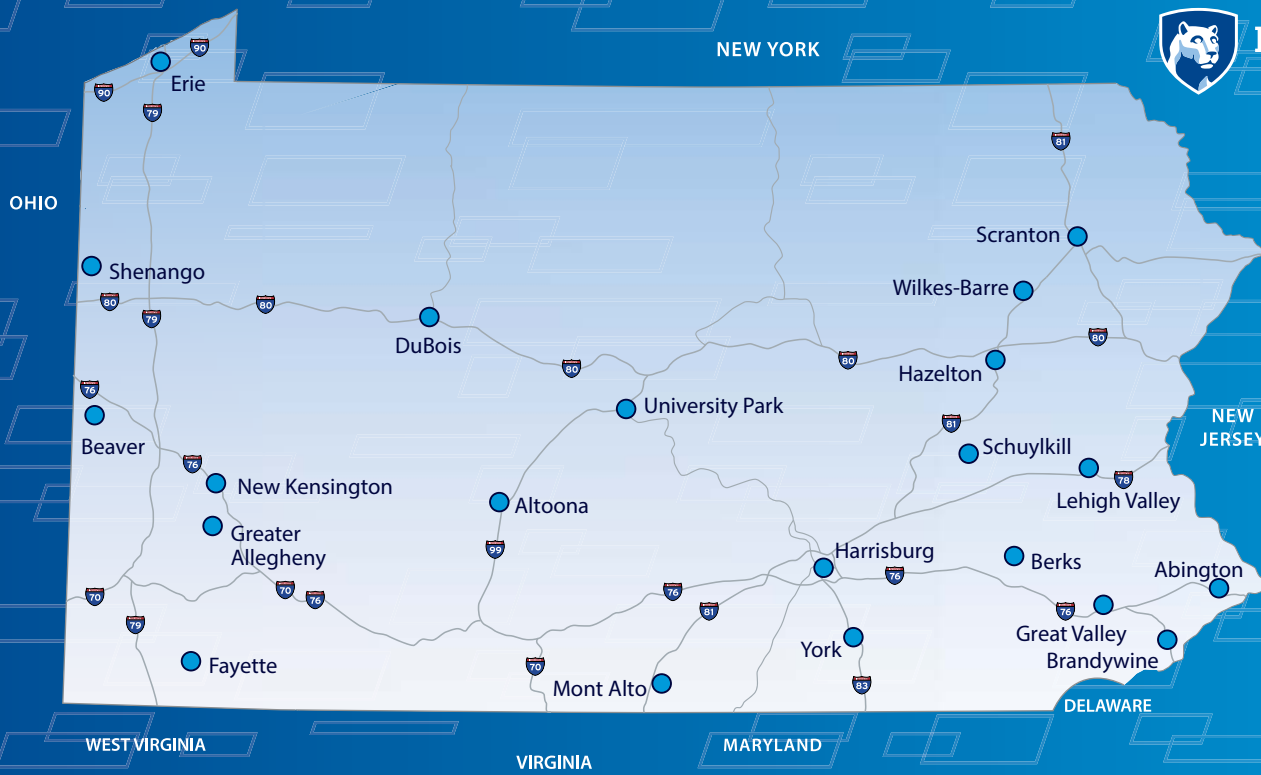 NEW YORK
90
Erie
90
79
81
OHIO
Scranton
Shenango
Wilkes-Barre
80
80
79
DuBois
80
80
80
Hazelton
76
University Park
NEW
JERSEY
Beaver
81
Schuylkill
76
New Kensington
78
Lehigh Valley
Altoona
Greater
Allegheny
99
Harrisburg
Berks
Abington
76
70
76
70
76
81
76
79
Great Valley
York
Brandywine
Fayette
70
Mont Alto
83
DELAWARE
WEST VIRGINIA
MARYLAND
VIRGINIA